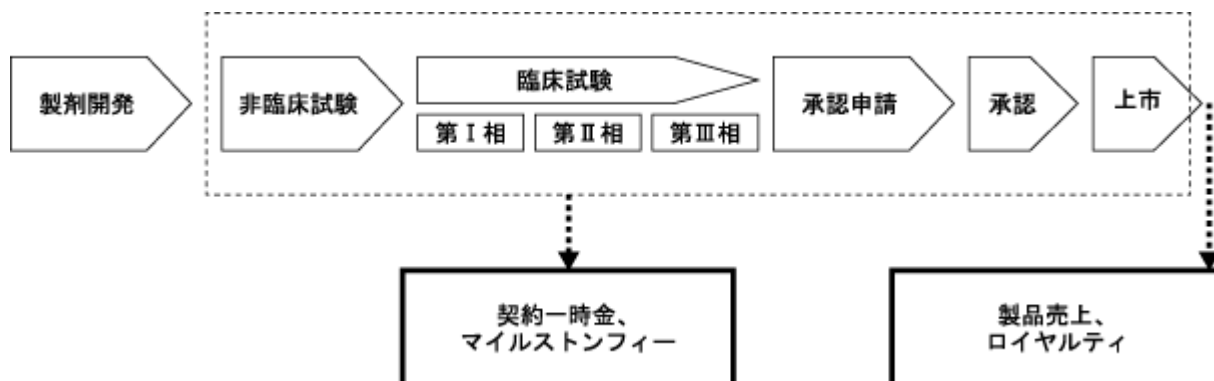 製剤開発
非臨床試験
臨床試験
第Ⅰ相
第Ⅱ相
第Ⅲ相
承認申請
承認
上市
契約一時金、
マイルストンフィー
製品売上、
ロイヤルティ